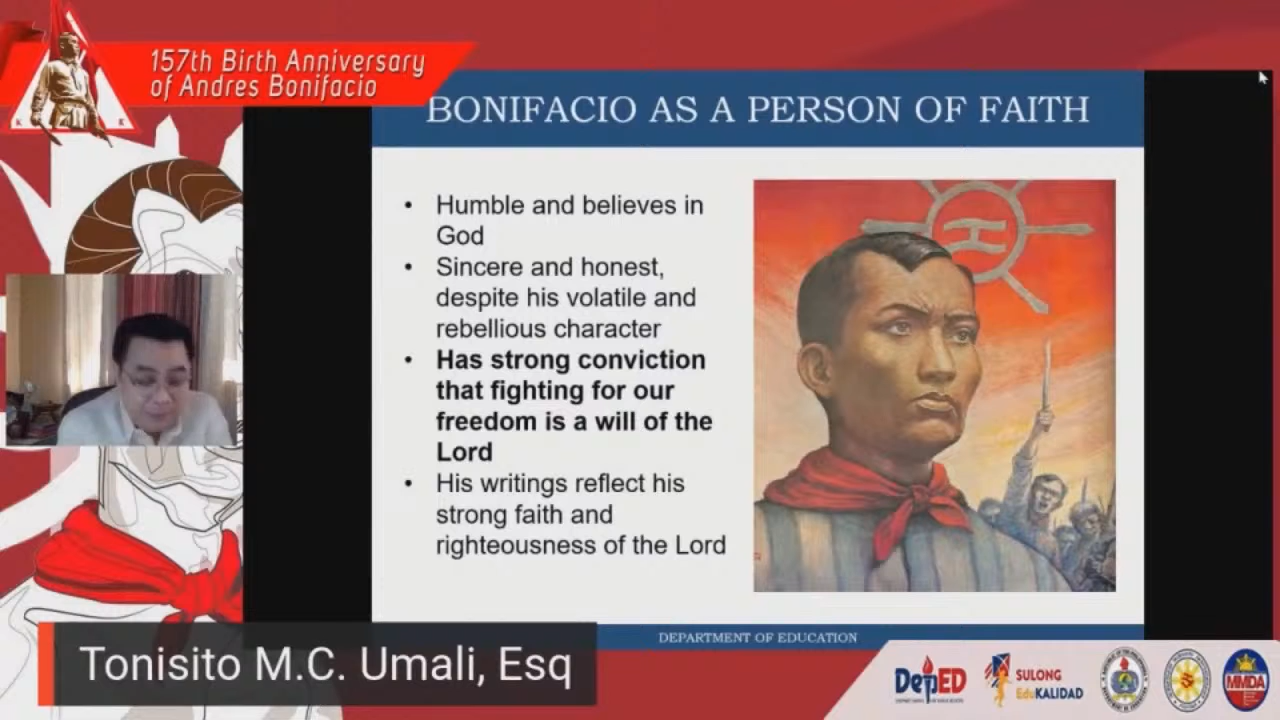 157th Birth Anniversary
of Andres Bonifacio
K K
BONIFACIO AS A PERSON OF FAITH
• Humble and believes in
God
• Sincere and honest,
despite his volatile and
rebellious character
• Has strong conviction
that fighting for our
freedom is a will of the
Lord
• His writings reflect his
strong faith and
righteousness of the Lord
DEPARTMENT OF EDUCATION
Tonisito M.C. Umali, Esq
DepED
SULONG
EduKALIDAD
MMDA